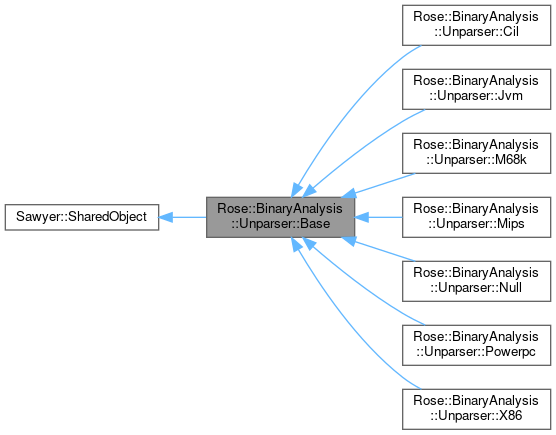 Sawyer::SharedObject
Rose::BinaryAnalysis
::Unparser::Base
Rose::BinaryAnalysis
::Unparser::Cil
Rose::BinaryAnalysis
::Unparser::Jvm
Rose::BinaryAnalysis
::Unparser::M68k
Rose::BinaryAnalysis
::Unparser::Mips
Rose::BinaryAnalysis
::Unparser::Null
Rose::BinaryAnalysis
::Unparser::Powerpc
Rose::BinaryAnalysis
::Unparser::X86